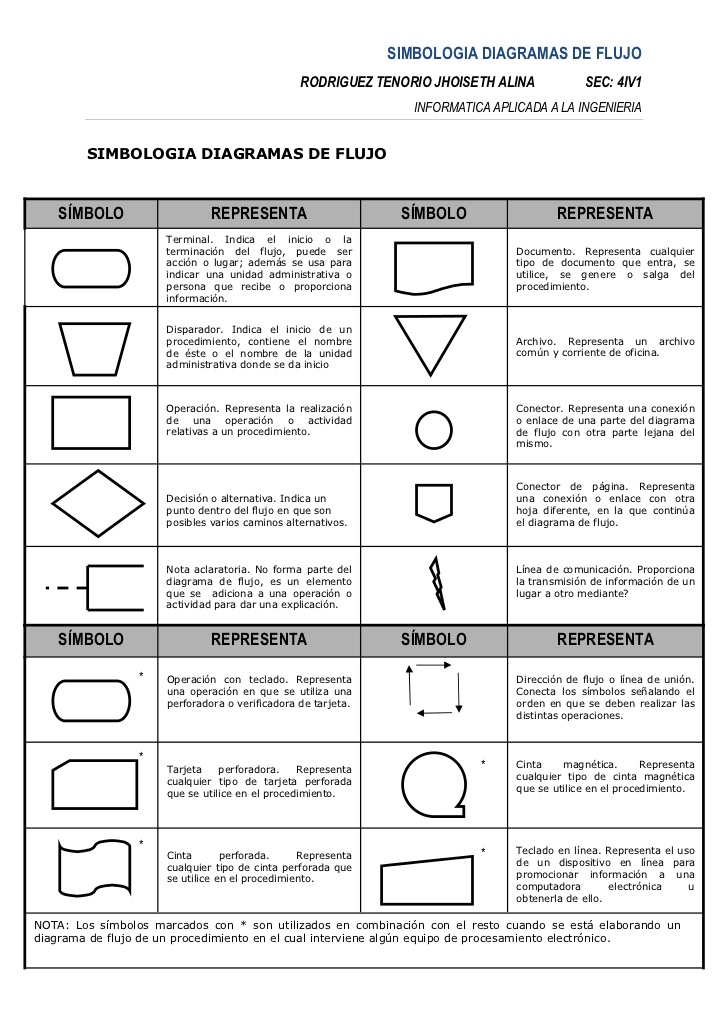 SIMBOLOGIA DIAGRAMAS DE FLUJO
RODRIGUEZ TENORIO JHOISETH ALINA SEC: 4IV1
INFORMATICA APLICADA A LA INGENIERIA
SIMBOLOGIA DIAGRAMAS DE FLUJO
SÍMBOLO REPRESENTA SÍMBOLO REPRESENTA
Terminal. Indica el inicio o la
terminación del flujo, puede ser
acción o lugar; además se usa para
indicar una unidad administrativa o
persona que recibe o proporciona
información.
Documento. Representa cualquier
tipo de documento que entra, se
utilice, se genere o salga del
procedimiento.
Disparador. Indica el inicio de un
procedimiento, contiene el nombre
de éste o el nombre de la unidad
administrativa donde se da inicio
Archivo. Representa un archivo
común y corriente de oficina.
Operación. Representa la realización
de una operación o actividad
relativas a un procedimiento.
Conector. Representa una conexión
o enlace de una parte del diagrama
de flujo con otra parte lejana del
mismo.
Decisión o alternativa. Indica un
punto dentro del flujo en que son
posibles varios caminos alternativos.
Conector de página. Representa
una conexión o enlace con otra
hoja diferente, en la que continúa
el diagrama de flujo.
Nota aclaratoria. No forma parte del
diagrama de flujo, es un elemento
que se adiciona a una operación o
actividad para dar una explicación.
Línea de comunicación. Proporciona
la transmisión de información de un
lugar a otro mediante?
SÍMBOLO REPRESENTA SÍMBOLO REPRESENTA
*
Operación con teclado. Representa
una operación en que se utiliza una
perforadora o verificadora de tarjeta.
Dirección de flujo o línea de unión.
Conecta los símbolos señalando el
orden en que se deben realizar las
distintas operaciones.
*
Tarjeta perforadora. Representa
cualquier tipo de tarjeta perforada
que se utilice en el procedimiento.
*
Cinta magnética. Representa
cualquier tipo de cinta magnética
que se utilice en el procedimiento.
*
Cinta perforada. Representa
cualquier tipo de cinta perforada que
se utilice en el procedimiento.
*
Teclado en línea. Representa el uso
de un dispositivo en línea para
promocionar información a una
computadora electrónica u
obtenerla de ello.
NOTA: Los símbolos marcados con * son utilizados en combinación con el resto cuando se está elaborando un
diagrama de flujo de un procedimiento en el cual interviene algún equipo de procesamiento electrónico.